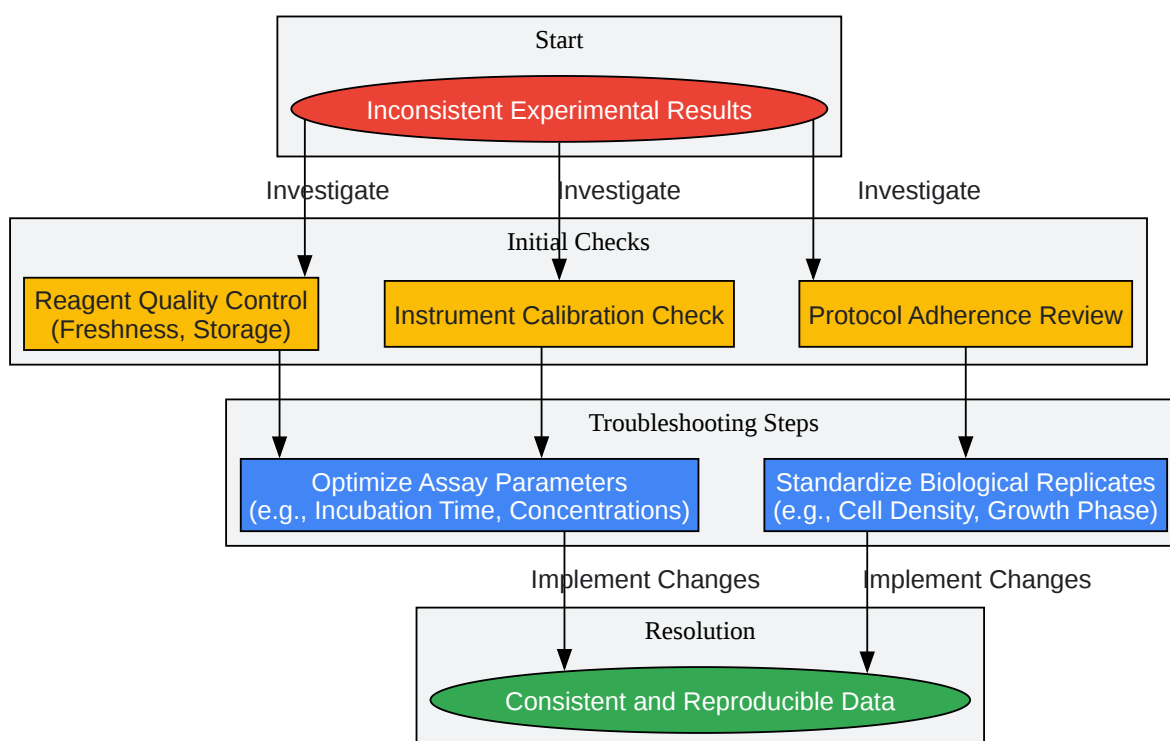 Start
Inconsistent Experimental Results
Investigate
Investigate
Investigate
Initial Checks
Reagent Quality Control
(Freshness, Storage)
Instrument Calibration Check
Protocol Adherence Review
Troubleshooting Steps
Optimize Assay Parameters
(e.g., Incubation Time, Concentrations)
Standardize Biological Replicates
(e.g., Cell Density, Growth Phase)
Implement Changes
Implement Changes
Resolution
Consistent and Reproducible Data